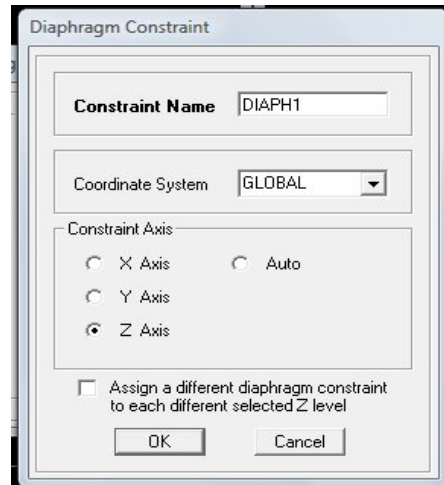 Diaphragm Constraint
Constraint Name DIAPH1
Coordinate System GLOBAL
Constraint Axis
X Axis Auto
Y Axis
Z Axis
Assign a different diaphragm constraint
to each different selected Z level
OK Cancel